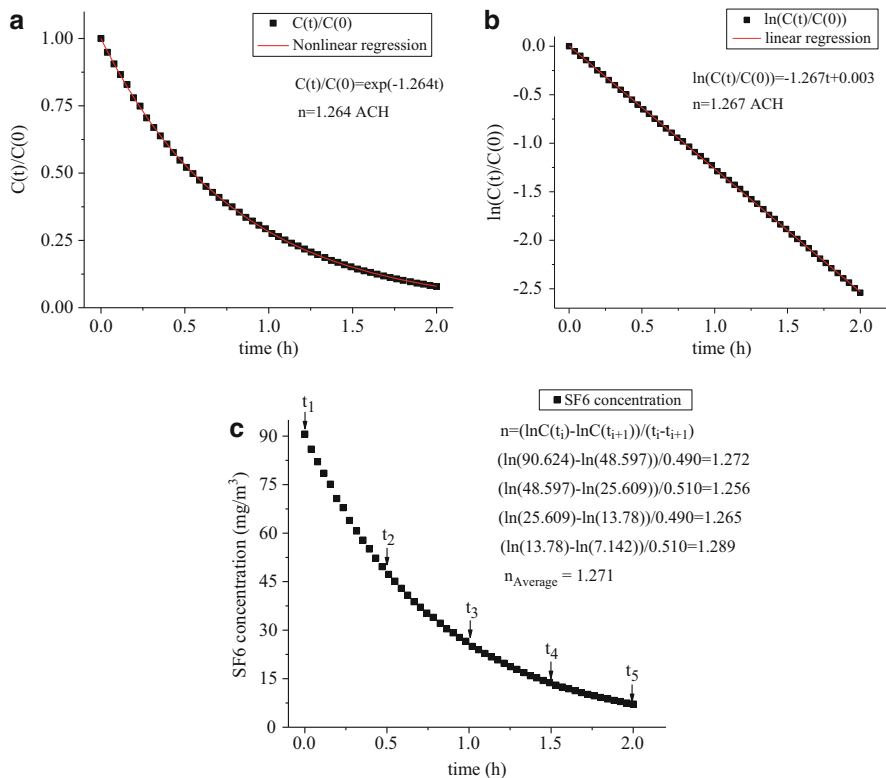 a
C(t)/C(0)
Nonlinear regression
C(t)/C(0)=exp(-1.264t)
n=1.264 ACH
1.00
0.75
0.50
0.25
0.00
C(t)/C(0)
0.0 0.5 1.0 1.5 2.0
time (h)
b
ln(C(t)/C(0))
linear regression
ln(C(t)/C(0))=-1.267t+0.003
n=1.267 ACH
0.0
-0.5
-1.0
-1.5
-2.0
-2.5
ln(C(t)/C(0))
0.0 0.5 1.0 1.5 2.0
time (h)
c
SF6 concentration
n=(lnC(tᵢ)-lnC(tᵢ₊₁))/(tᵢ-tᵢ₊₁)
(ln(90.624)-ln(48.597))/0.490=1.272
(ln(48.597)-ln(25.609))/0.510=1.256
(ln(25.609)-ln(13.78))/0.490=1.265
(ln(13.78)-ln(7.142))/0.510=1.289
n_Average = 1.271
t₁
t₂
t₃
t₄
t₅
90
75
60
45
30
15
0
SF6 concentration (mg/m³)
0.0 0.5 1.0 1.5 2.0
time (h)